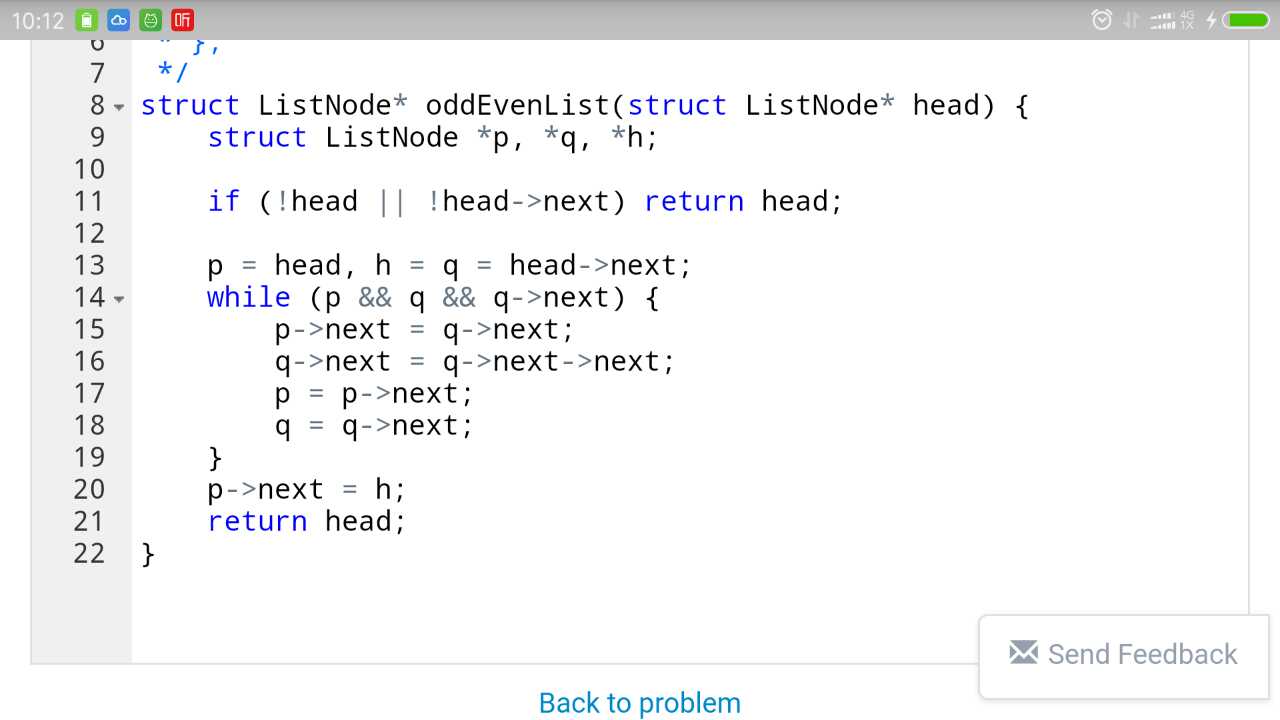 10:12 听 4G 1X
6 * };
7 */
8 struct ListNode* oddEvenList(struct ListNode* head) {
9 struct ListNode *p, *q, *h;
10
11 if (!head || !head->next) return head;
12
13 p = head, h = q = head->next;
14 while (p && q && q->next) {
15 p->next = q->next;
16 q->next = q->next->next;
17 p = p->next;
18 q = q->next;
19 }
20 p->next = h;
21 return head;
22 }
Send Feedback
Back to problem